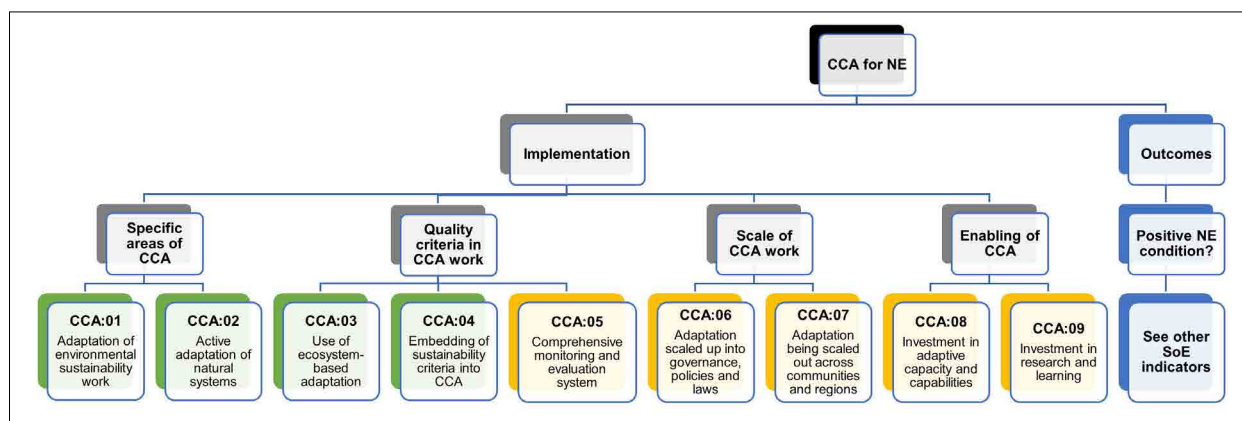 CCA for NE
Implementation
Outcomes
Specific
areas of
CCA
Quality
criteria in
CCA work
Scale of
CCA work
Enabling of
CCA
Positive NE
condition?
CCA:01
Adaptation of
environmental
sustainability work
CCA:02
Active
adaptation of
natural systems
CCA:03
Use of
ecosystem-
based adaptation
CCA:04
Embedding of
sustainability
criteria into
CCA
CCA:05
Comprehensive
monitoring and
evaluation
system
CCA:06
Adaptation
scaled up into
governance,
policies and
laws
CCA:07
Adaptation
being scaled
out across
communities
and regions
CCA:08
Investment in
adaptive
capacity and
capabilities
CCA:09
Investment in
research and
learning
See other
SoE
indicators